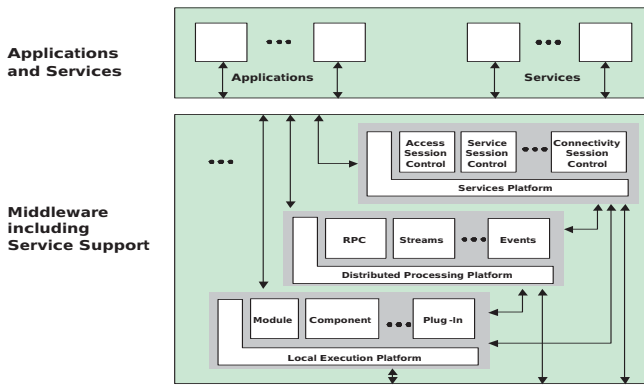 Applications
and Services
Applications
Services
Middleware
including
Service Support
Access
Session
Control
Service
Session
Control
Connectivity
Session
Control
Services Platform
RPC
Streams
Events
Distributed Processing Platform
Module
Component
Plug-In
Local Execution Platform